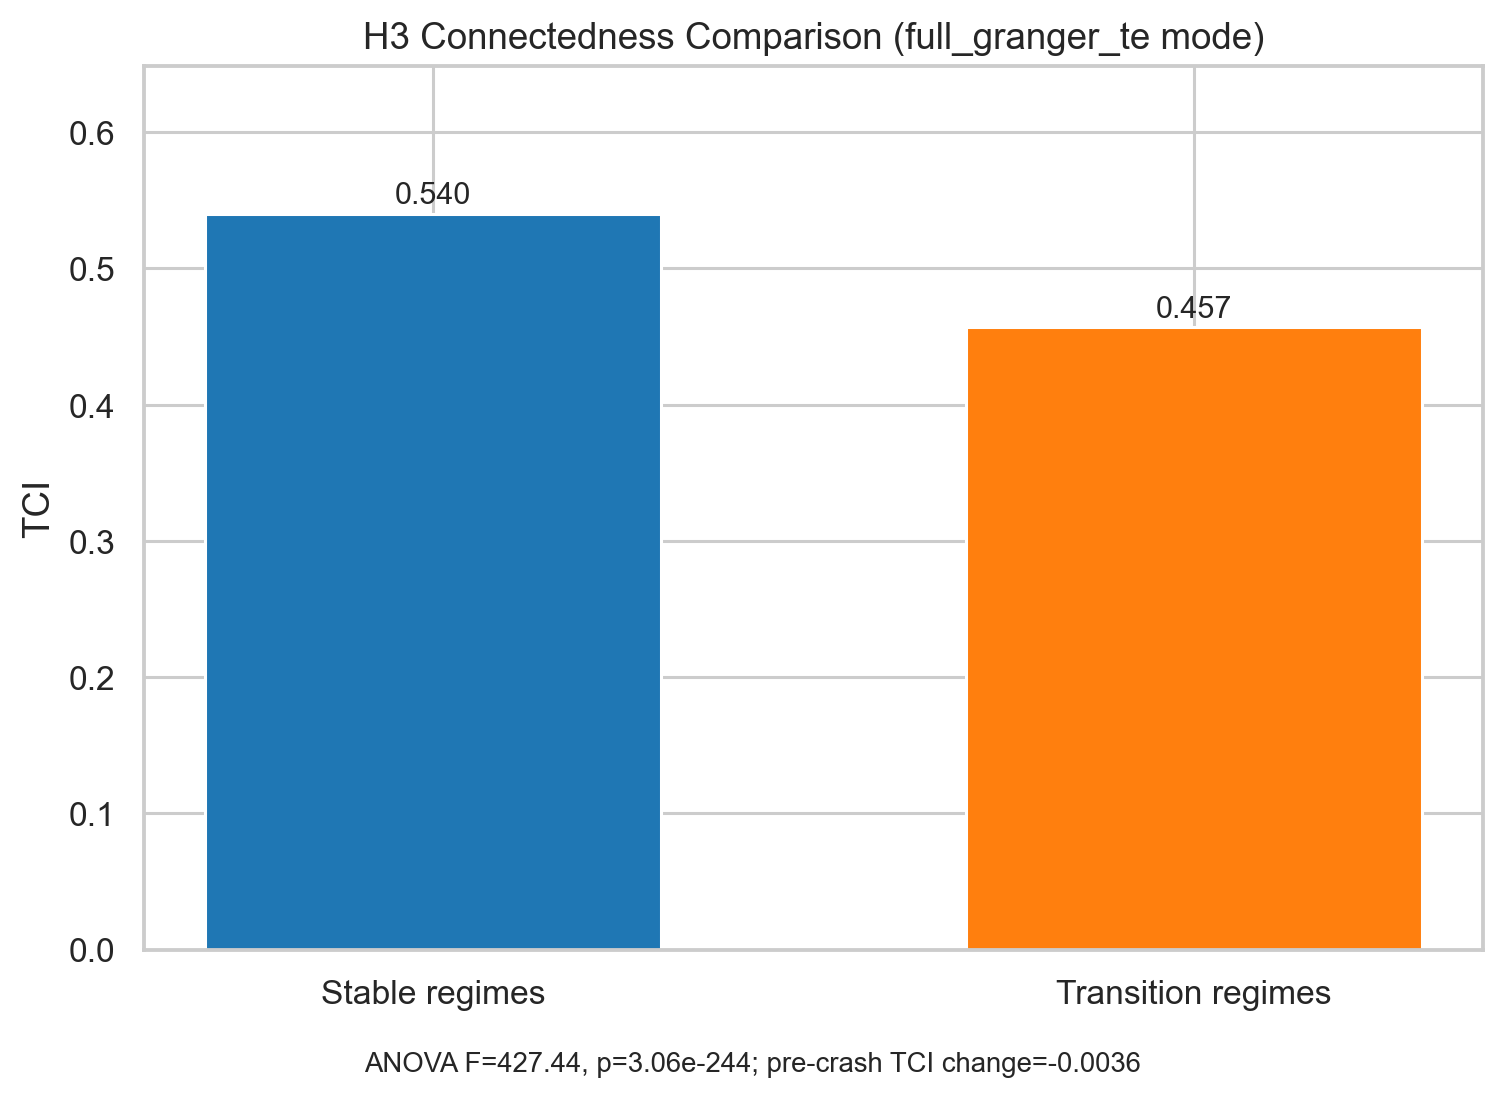 H3 Connectedness Comparison (full_granger_te mode)
TCI
0.6
0.5
0.4
0.3
0.2
0.1
0.0
0.540
0.457
Stable regimes
Transition regimes
ANOVA F=427.44, p=3.06e-244; pre-crash TCI change=-0.0036